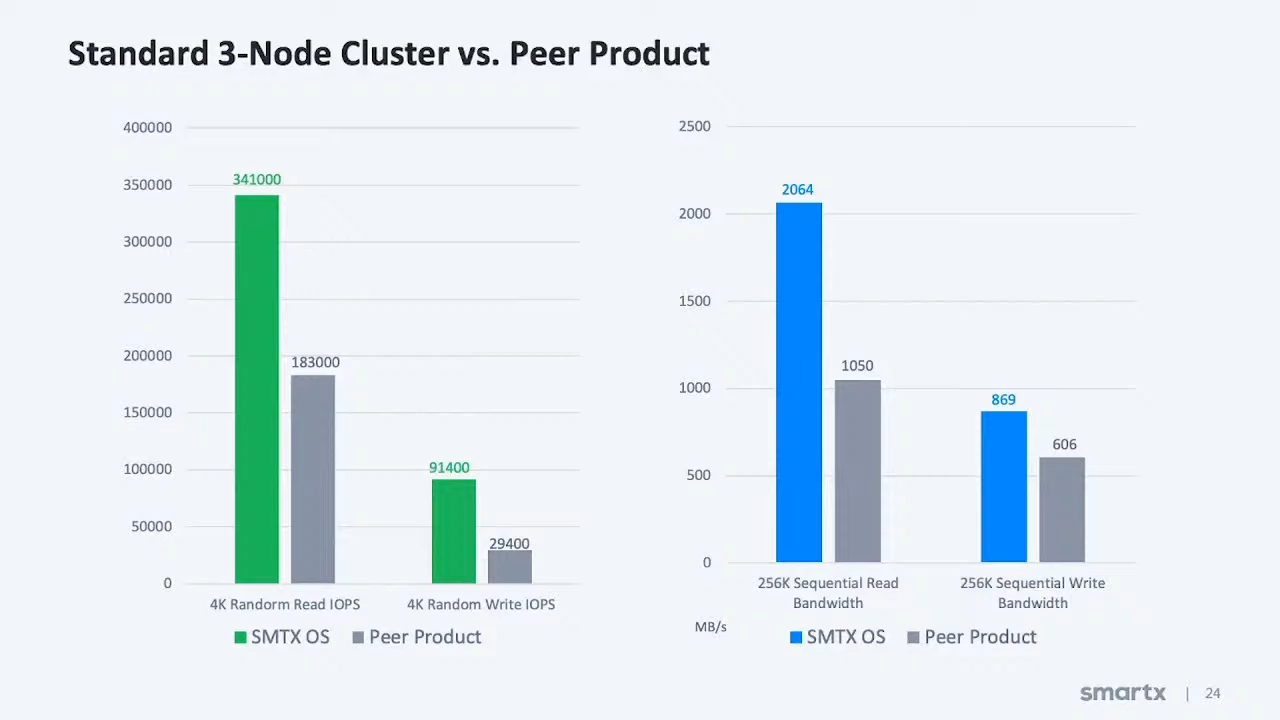 Standard 3-Node Cluster vs. Peer Product
400000
350000
300000
250000
200000
150000
100000
50000
0
341000
183000
91400
29400
4K Randorm Read IOPS
4K Random Write IOPS
SMTX OS
Peer Product
2500
2000
1500
1000
500
0
2064
1050
869
606
256K Sequential Read
Bandwidth
256K Sequential Write
Bandwidth
MB/s
SMTX OS
Peer Product
smartx | 24